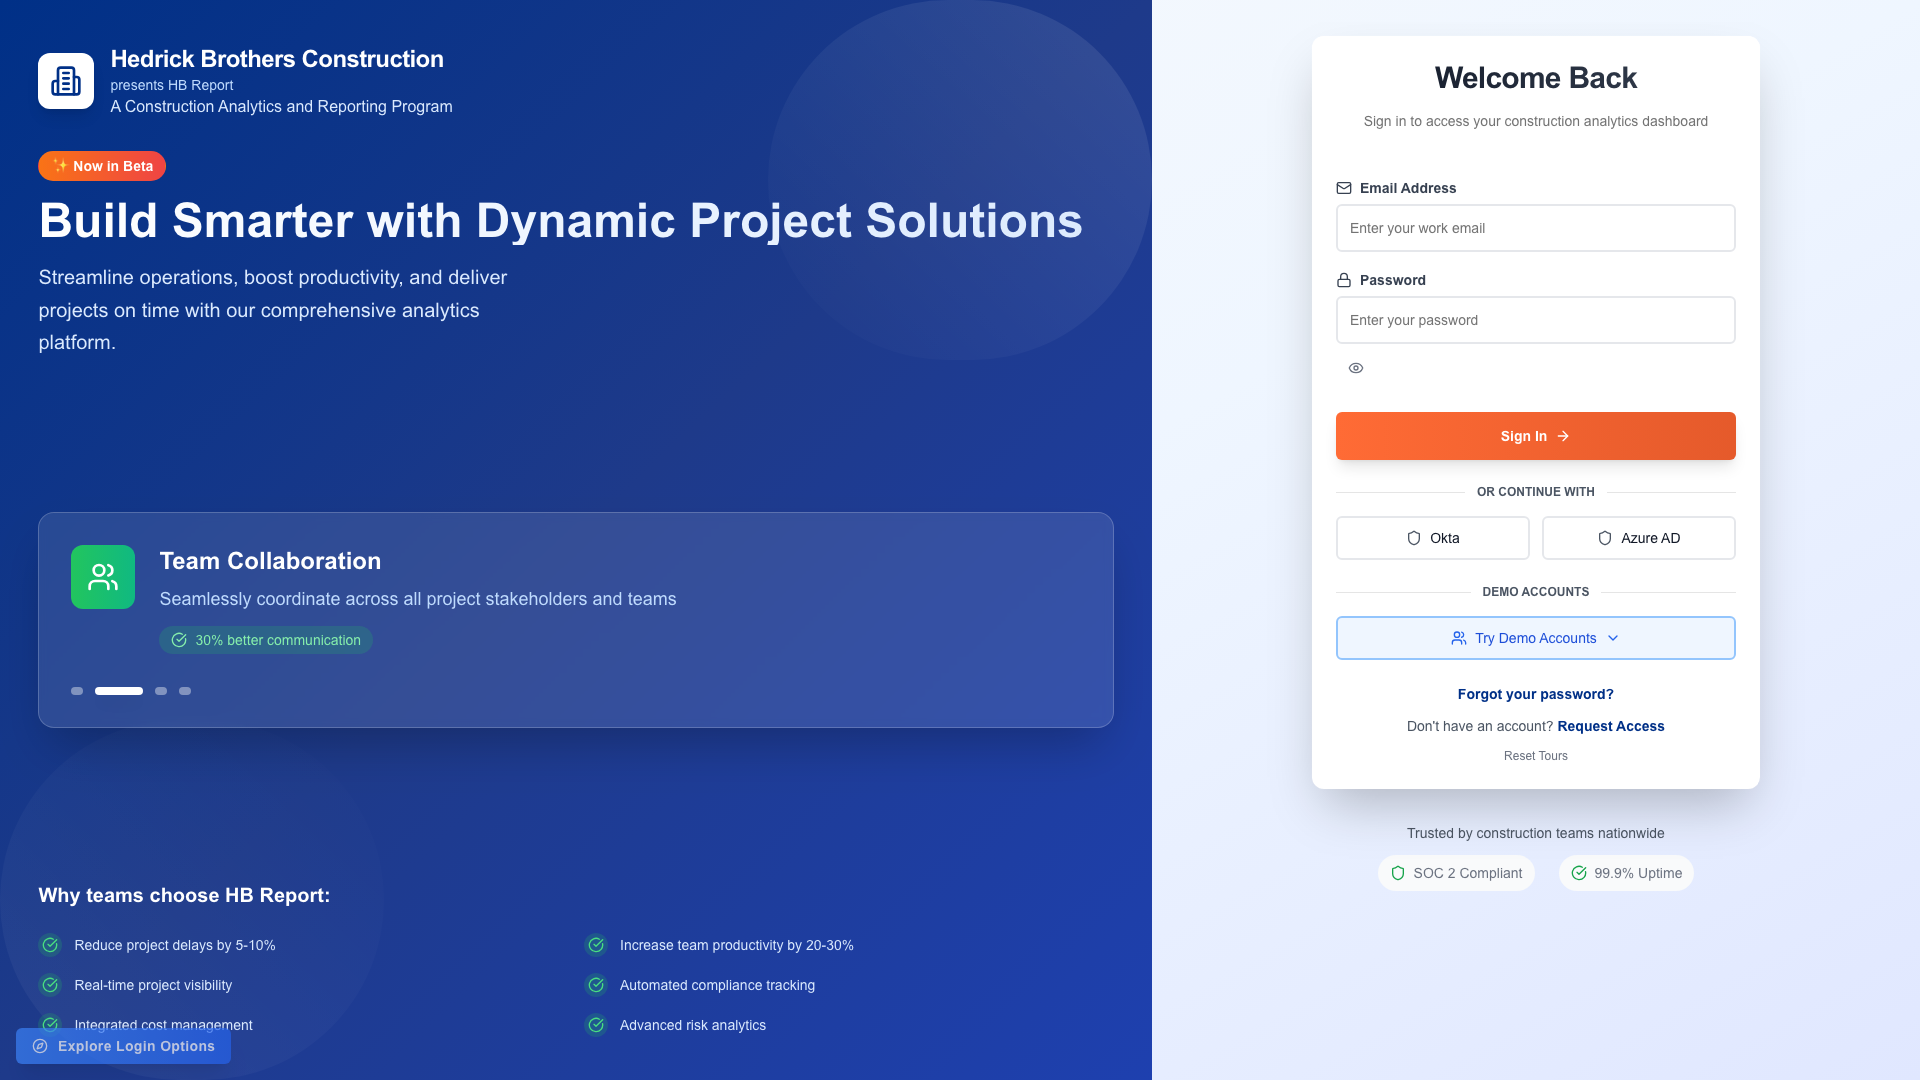 Hedrick Brothers Construction
presents HB Report
A Construction Analytics and Reporting Program
✨ Now in Beta
Build Smarter with Dynamic Project Solutions
Streamline operations, boost productivity, and deliver
projects on time with our comprehensive analytics
platform.
Team Collaboration
Seamlessly coordinate across all project stakeholders and teams
30% better communication
Why teams choose HB Report:
Reduce project delays by 5-10%
Increase team productivity by 20-30%
Real-time project visibility
Automated compliance tracking
Integrated cost management
Advanced risk analytics
Explore Login Options
Welcome Back
Sign in to access your construction analytics dashboard
Email Address
Enter your work email
Password
Enter your password
Sign In
OR CONTINUE WITH
Okta
Azure AD
DEMO ACCOUNTS
Try Demo Accounts
Forgot your password?
Don't have an account? Request Access
Reset Tours
Trusted by construction teams nationwide
SOC 2 Compliant
99.9% Uptime